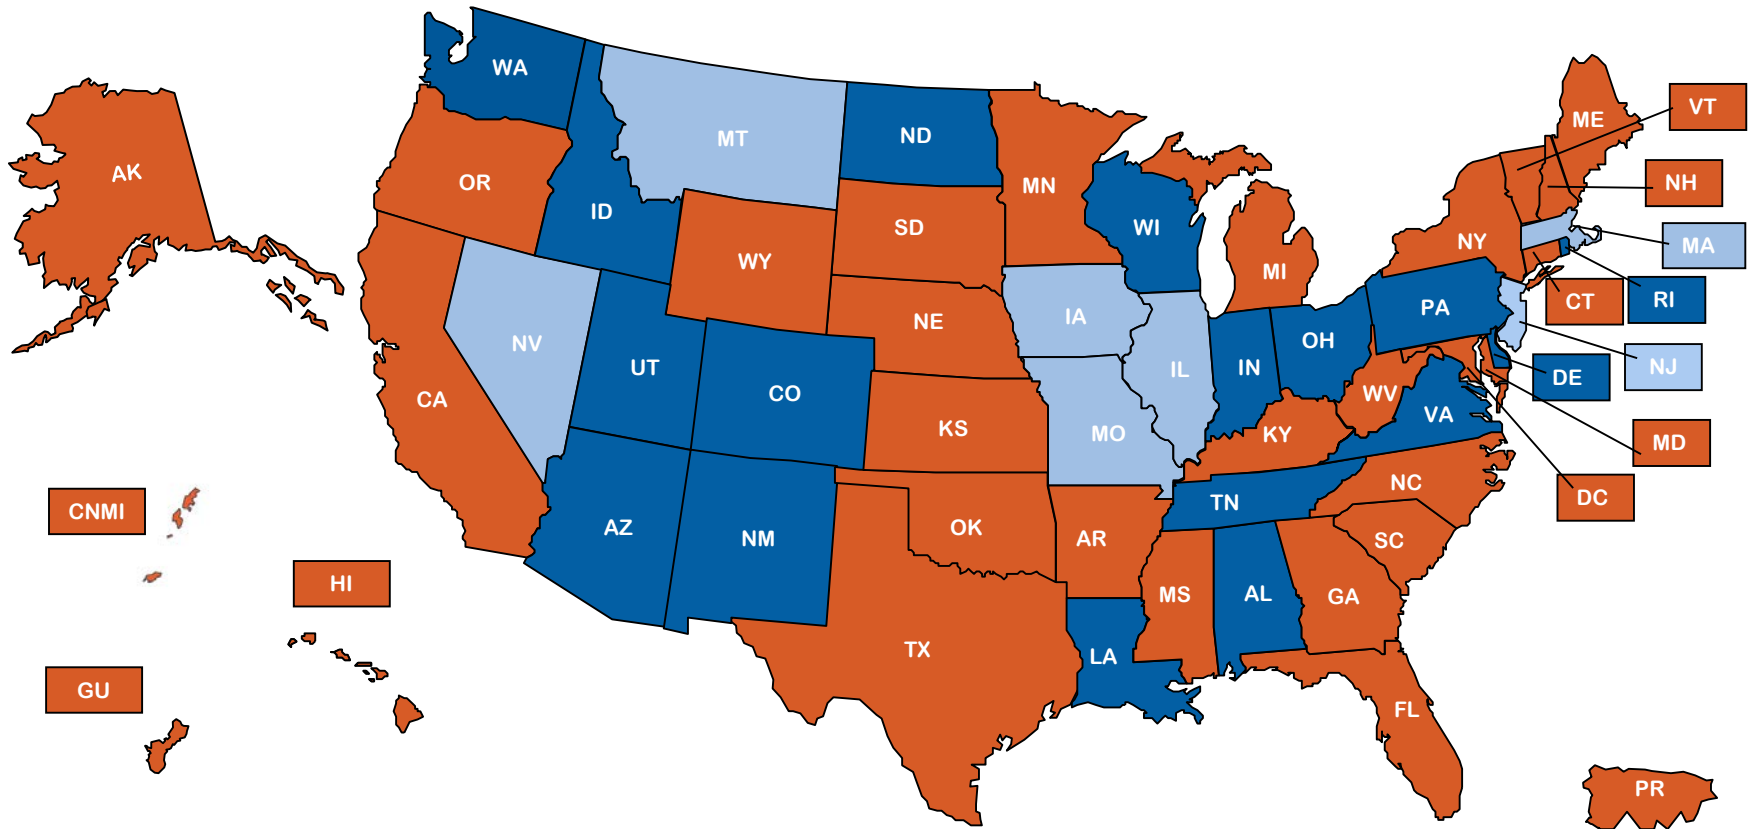 WA
MT
ND
MN
ME
VT
AK
OR
ID
WY
SD
WI
MI
NY
NH
MA
CT
RI
NV
UT
CO
NE
IA
IL
IN
OH
PA
NJ
DE
CA
KS
MO
KY
WV
VA
MD
DC
CNMI
AZ
NM
OK
AR
TN
NC
SC
HI
TX
LA
MS
AL
GA
GU
FL
PR